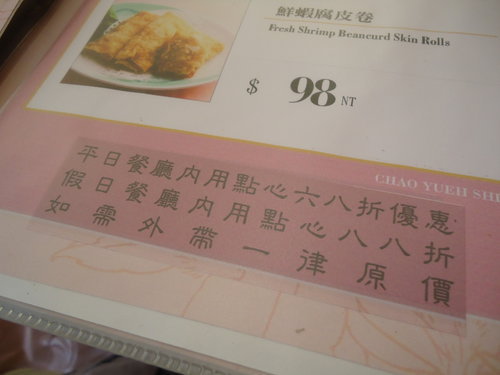 鮮蝦腐皮卷
Fresh Shrimp Beancurd Skin Rolls
$ 98 NT
CHAO YUEH
平日餐廳內用點心六八折優惠
假日餐廳內用點心八八折
如需外帶一律原價